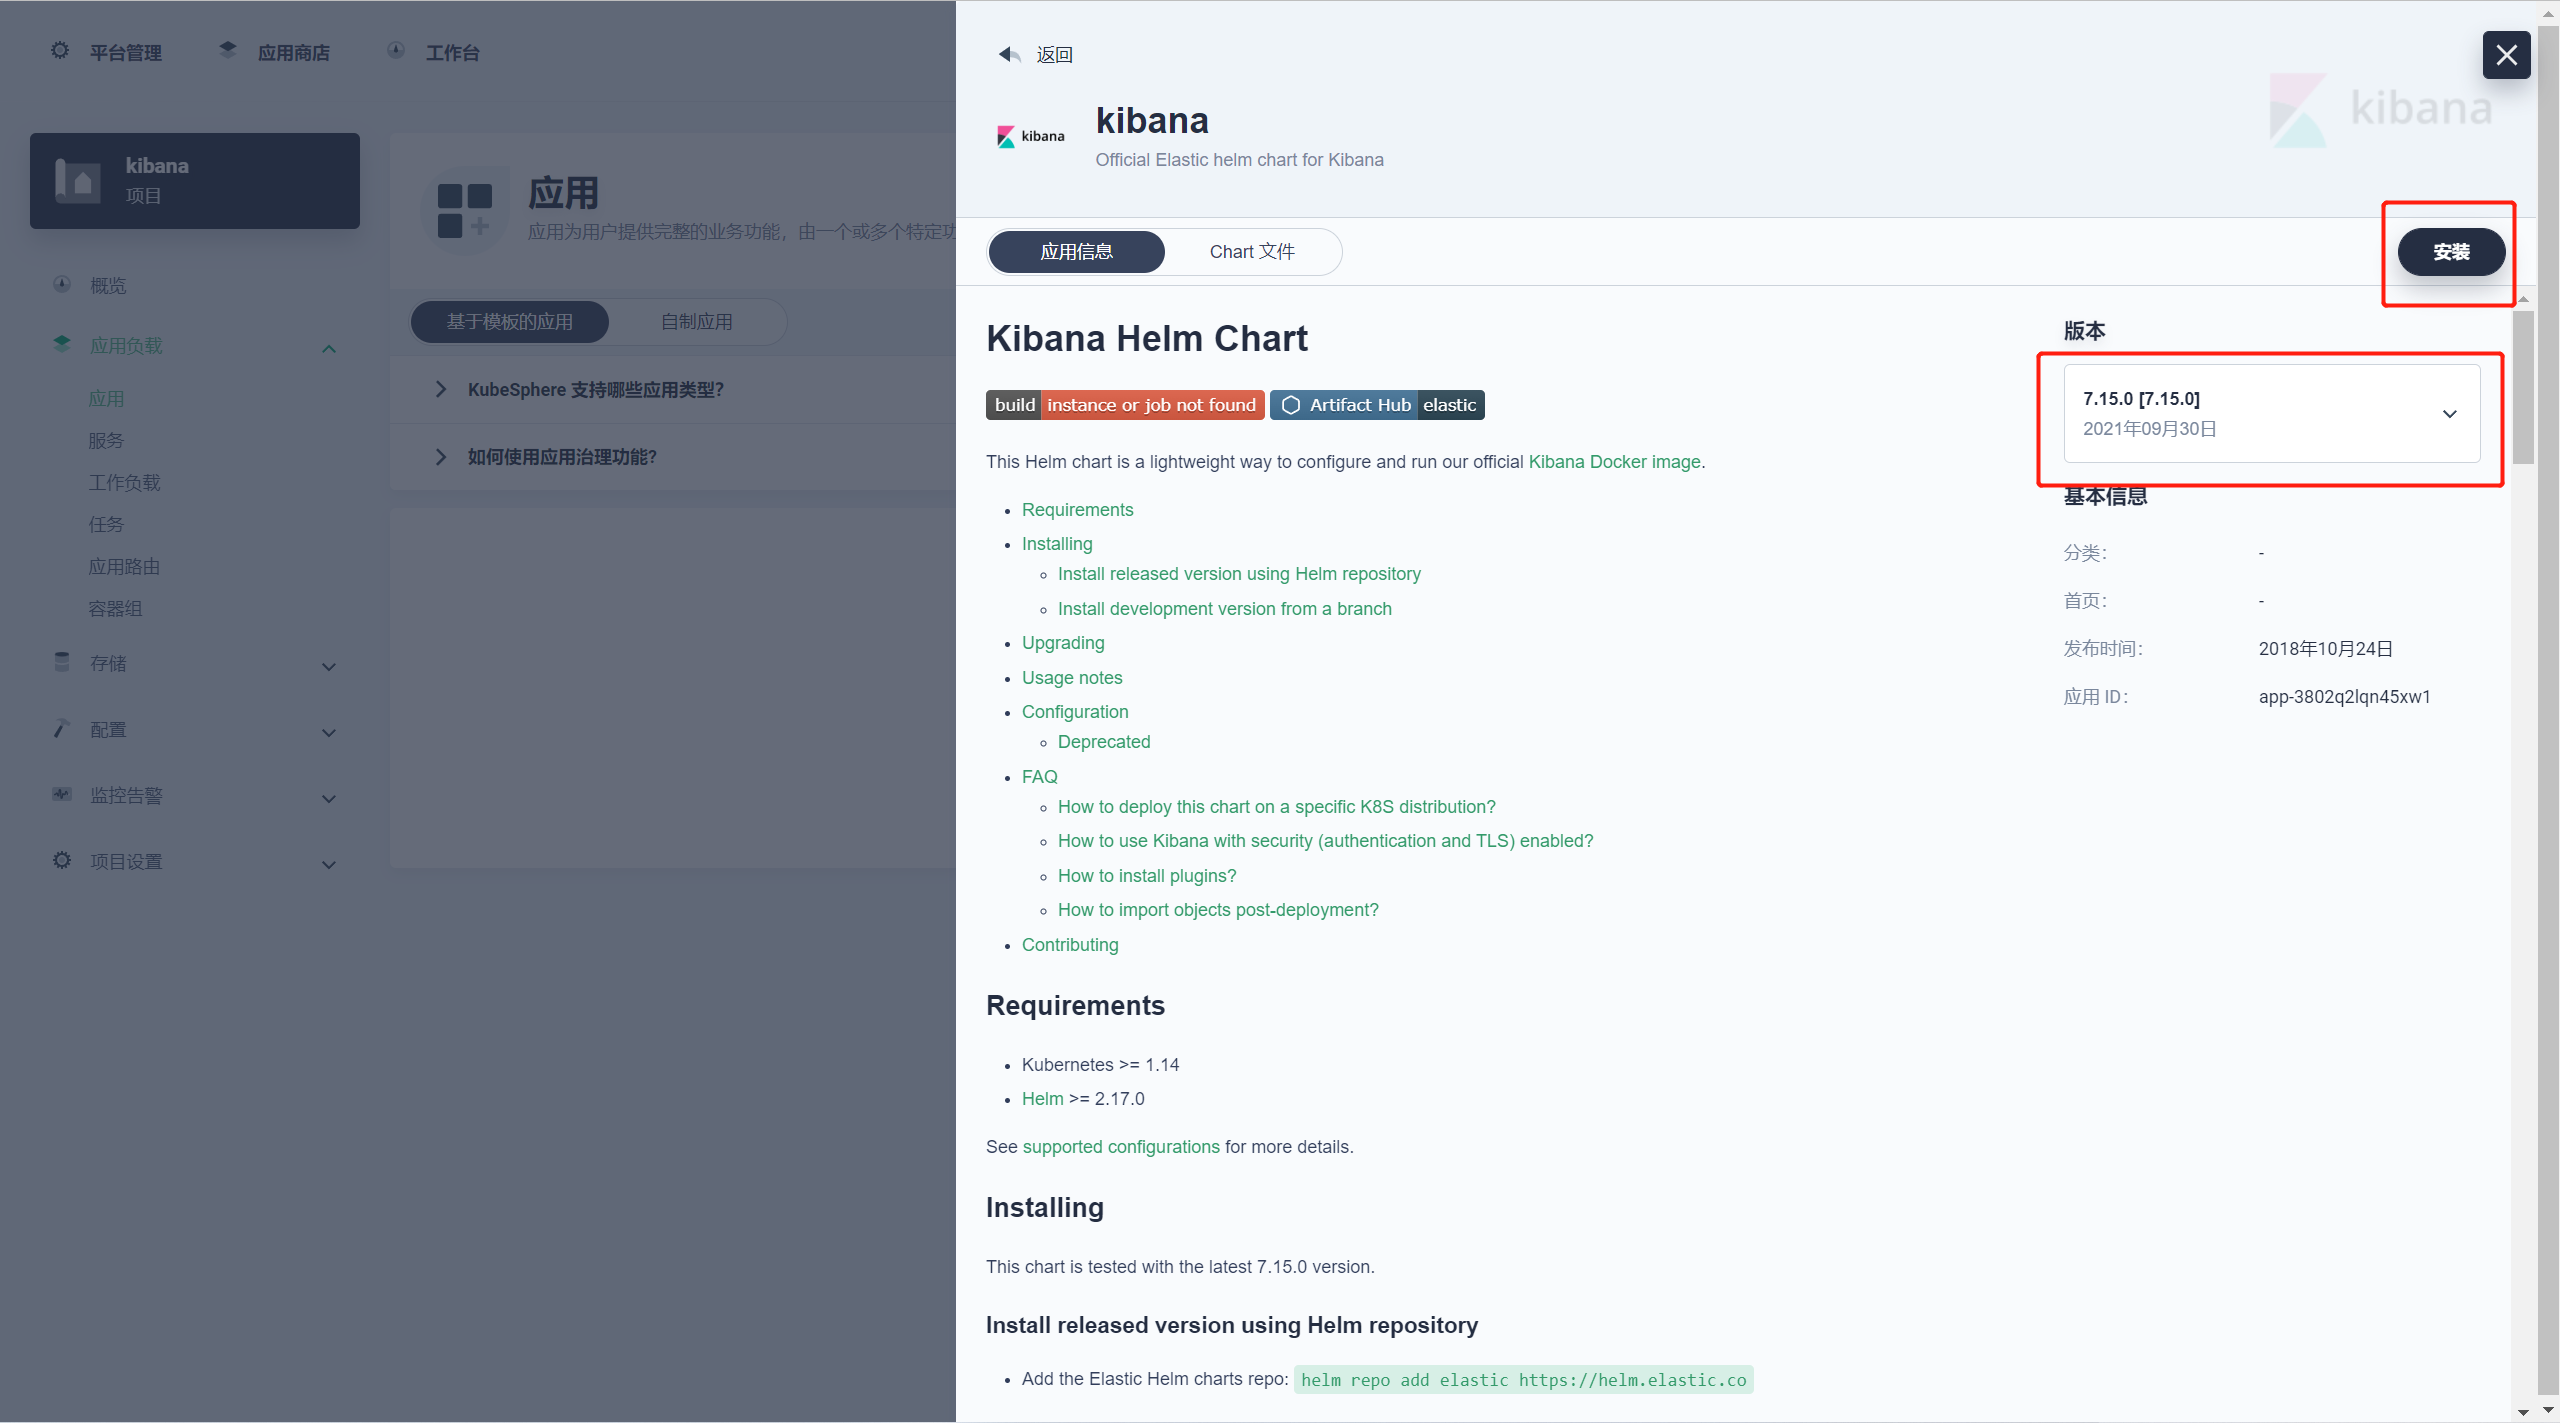 平台管理
应用商店
工作台
kibana
项目
概览
应用负载
应用
服务
工作负载
任务
应用路由
容器组
存储
配置
监控告警
项目设置
应用
应用为用户提供完整的业务功能，由一个或多个特定功
基于模板的应用
自制应用
KubeSphere 支持哪些应用类型？
如何使用应用治理功能？
返回
kibana
kibana
Official Elastic helm chart for Kibana
kibana
应用信息
Chart 文件
安装
Kibana Helm Chart
build instance or job not found Artifact Hub elastic
This Helm chart is a lightweight way to configure and run our official Kibana Docker image.
Requirements
Installing
Install released version using Helm repository
Install development version from a branch
Upgrading
Usage notes
Configuration
Deprecated
FAQ
How to deploy this chart on a specific K8S distribution?
How to use Kibana with security (authentication and TLS) enabled?
How to install plugins?
How to import objects post-deployment?
Contributing
Requirements
Kubernetes >= 1.14
Helm >= 2.17.0
See supported configurations for more details.
Installing
This chart is tested with the latest 7.15.0 version.
Install released version using Helm repository
Add the Elastic Helm charts repo: helm repo add elastic https://helm.elastic.co
版本
7.15.0 [7.15.0]
2021年09月30日
基本信息
分类： -
首页： -
发布时间： 2018年10月24日
应用 ID： app-3802q2lqn45xw1